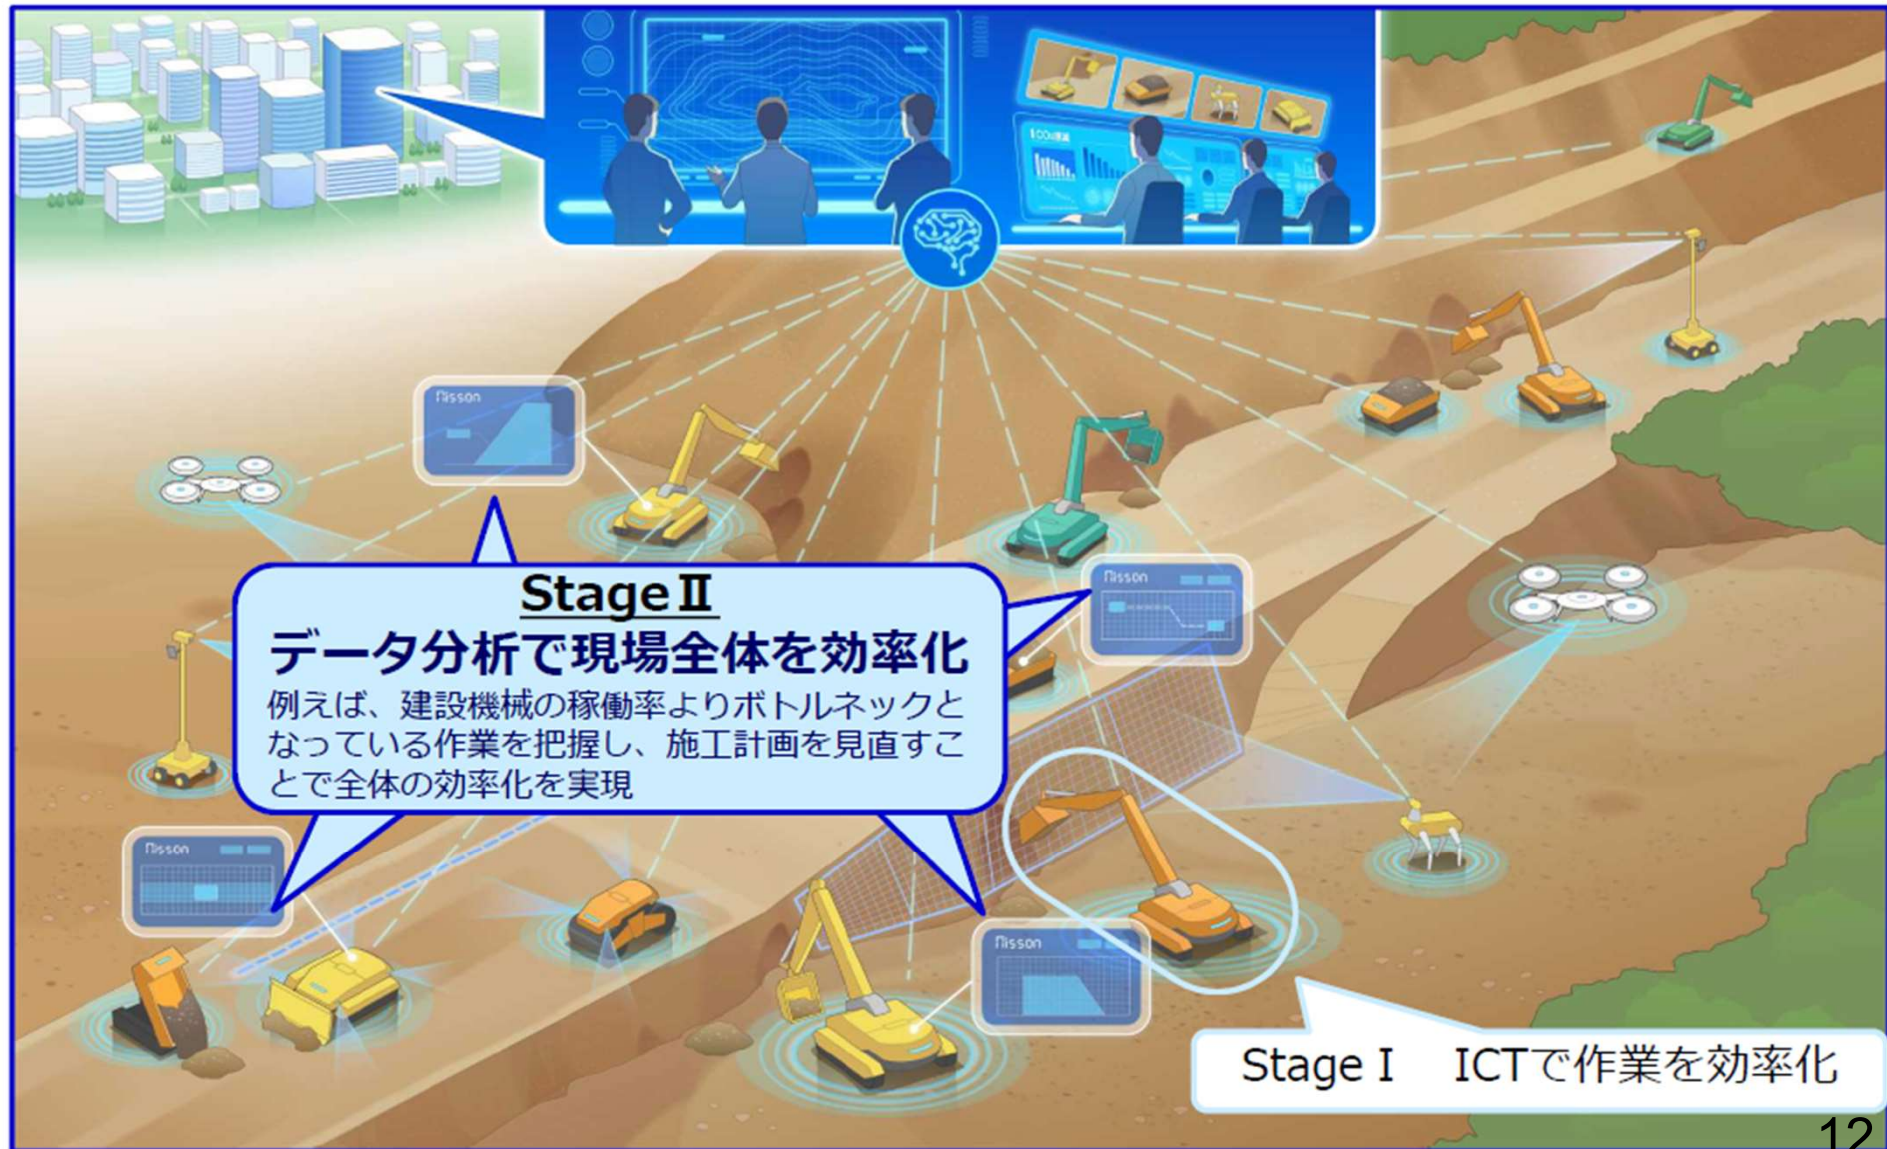 Misson
StageⅡ
データ分析で現場全体を効率化
例えば、建設機械の稼働率よりボトルネックと
なっている作業を把握し、施工計画を見直すこ
とで全体の効率化を実現
Misson
Misson
Misson
StageⅠ ICTで作業を効率化
12